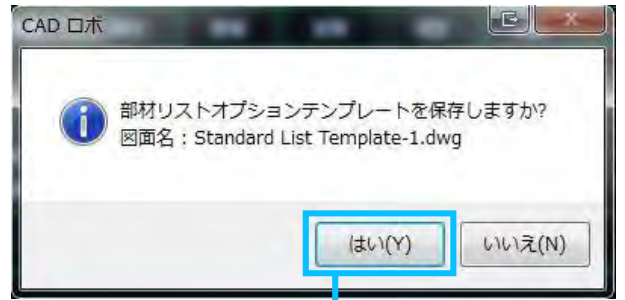 CAD ロボ
部材リストオプションテンプレートを保存しますか?
図面名：Standard List Template-1.dwg
はい(Y)
いいえ(N)